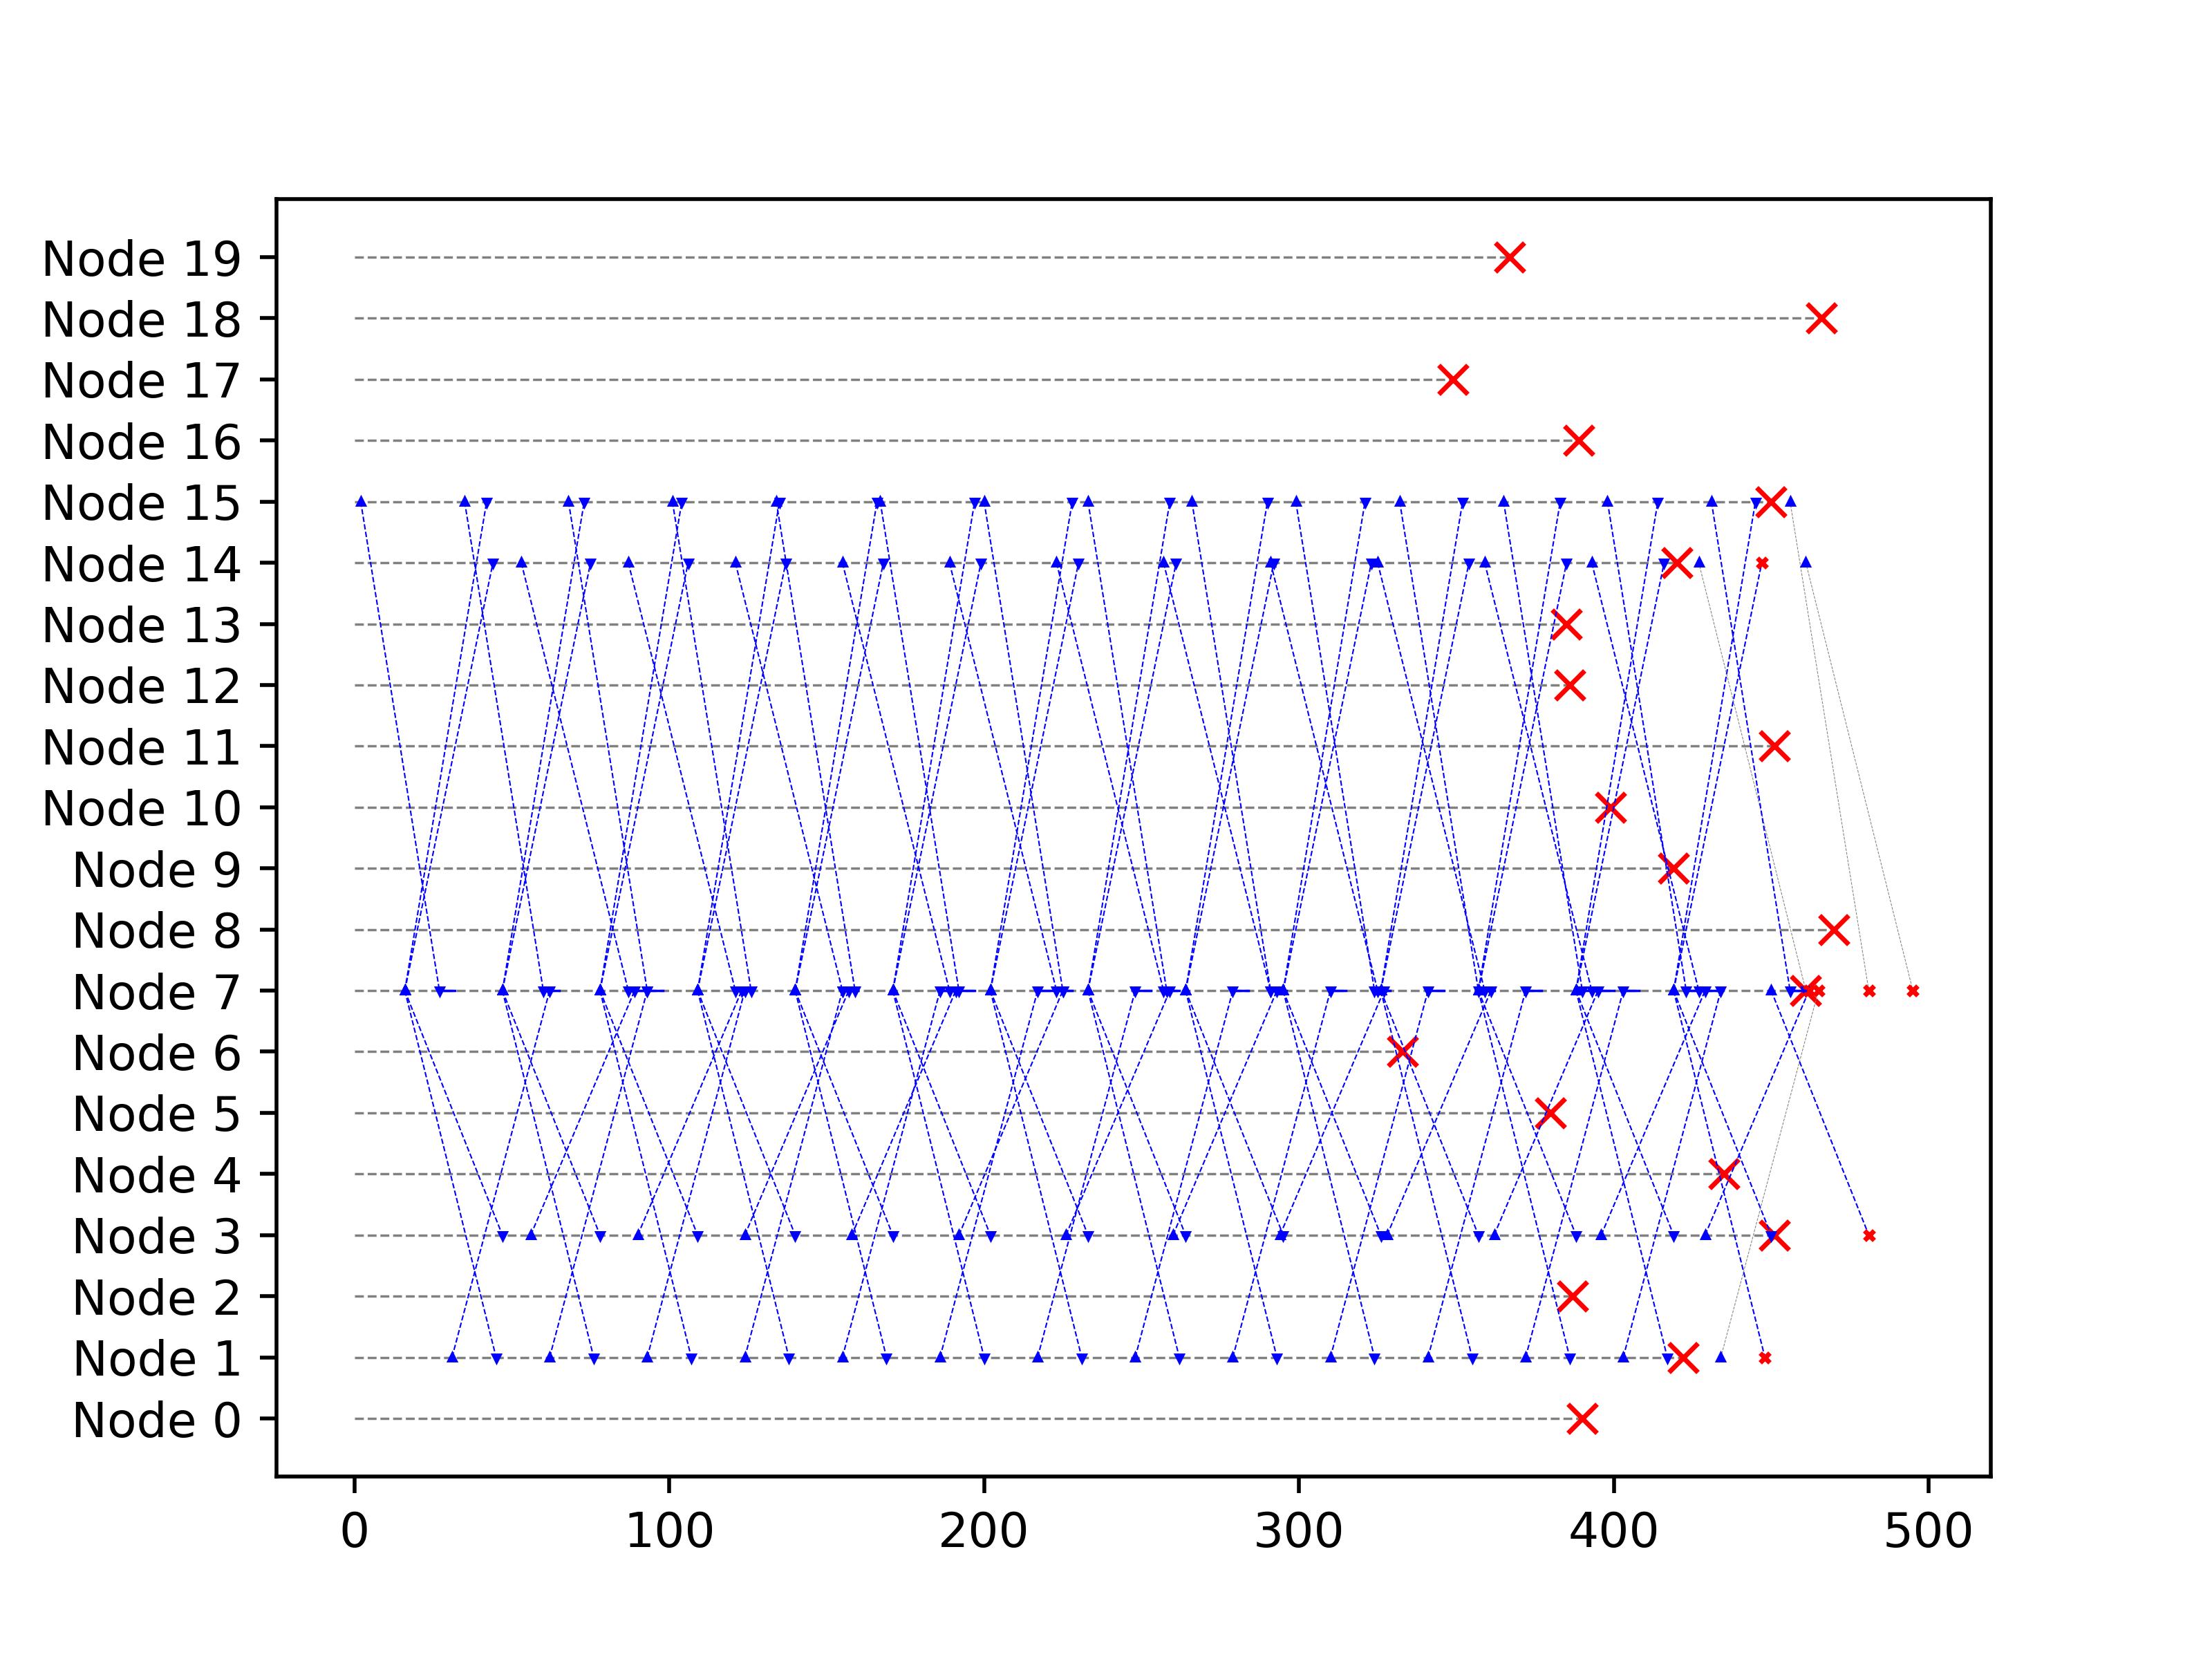 Node 19
Node 18
Node 17
Node 16
Node 15
Node 14
Node 13
Node 12
Node 11
Node 10
Node 9
Node 8
Node 7
Node 6
Node 5
Node 4
Node 3
Node 2
Node 1
Node 0
0 100 200 300 400 500